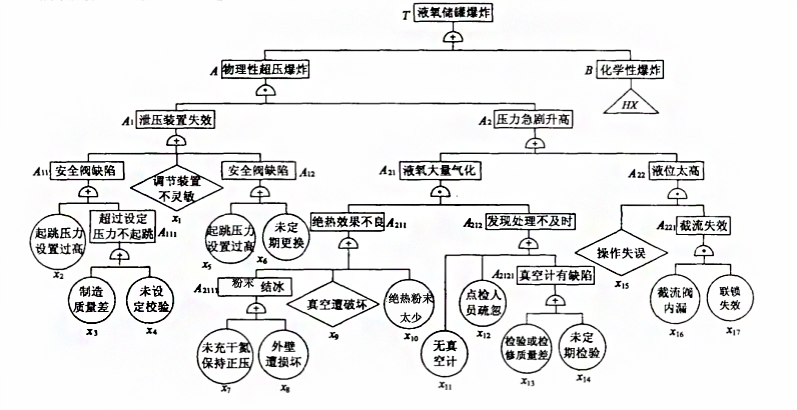 T 液氧储罐爆炸
A 物理性超压爆炸
B 化学性爆炸
HX
A1 泄压装置失效
A2 压力急剧升高
A11 安全阀缺陷
调节装置
不灵敏
x1
安全阀缺陷 A12
A21 液氧大量气化
A22 液位太高
起跳压力
设置过高
x2
超过设定
压力不起跳 A111
起跳压力
设置过高
x5
未定
期更换
x6
绝热效果不良 A211
A212 发现处理不及时
操作失误
x15
A221 截流失效
制造
质量差
x3
未设
定校验
x4
A2111 粉末 结冰
真空遭破坏
x9
绝热粉末
太少
x10
无真
空计
x11
点检人
员疏忽
x12
A2121 真空计有缺陷
截流阀
内漏
x16
联锁
失效
x17
未充干氮
保持正压
x7
外壁
遭损坏
x8
检验或检
修质量差
x13
未定
期检验
x14